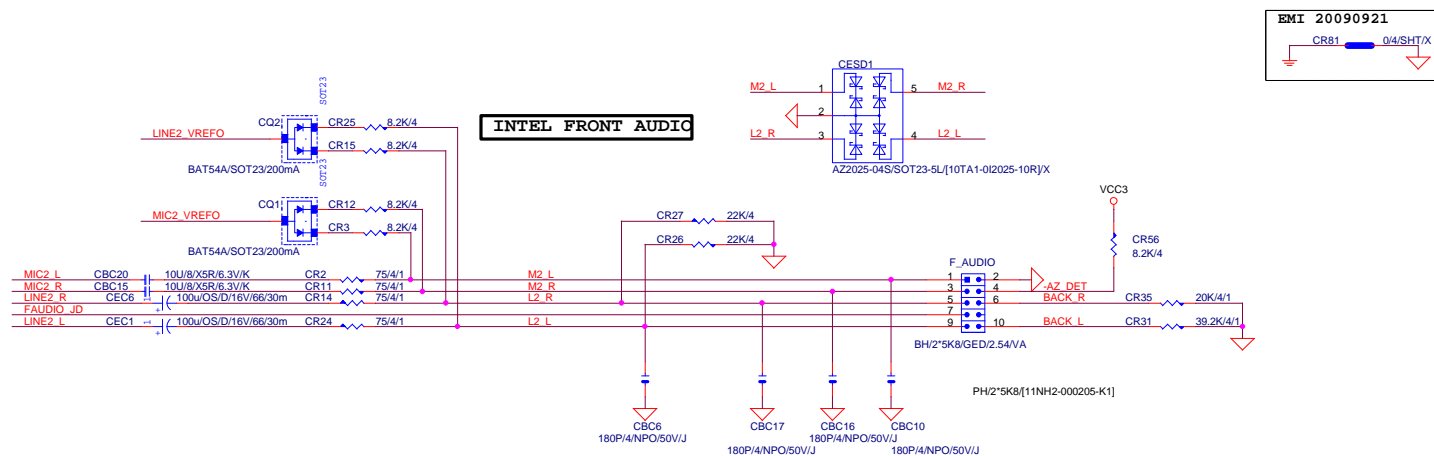 EMI 20090921
CR81 0/4/SHT/X
CESD1
M2_L 1 5 M2_R
2
L2_R 3 4 L2_L
AZ2025-04S/SOT23-5L/[10TA1-0I2025-10R]/X
INTEL FRONT AUDIO
SOT23
CQ2 CR25 8.2K/4
LINE2_VREFO
CR15 8.2K/4
BAT54A/SOT23/200mA
SOT23
CQ1 CR12 8.2K/4
MIC2_VREFO
CR3 8.2K/4
BAT54A/SOT23/200mA
VCC3
CR56
8.2K/4
CR27 22K/4
CR26 22K/4
F_AUDIO
MIC2_L CBC20 10U/8/X5R/6.3V/K CR2 75/4/1 M2_L 1 2
MIC2_R CBC15 10U/8/X5R/6.3V/K CR11 75/4/1 M2_R 3 4 -AZ_DET
LINE2_R CEC6 1 + 100u/OS/D/16V/66/30m CR14 75/4/1 L2_R 5 6 BACK_R CR35 20K/4/1
FAUDIO_JD 7
LINE2_L CEC1 1 + 100u/OS/D/16V/66/30m CR24 75/4/1 L2_L 9 10 BACK_L CR31 39.2K/4/1
BH/2*5K8/GED/2.54/VA
PH/2*5K8/[11NH2-000205-K1]
CBC6
180P/4/NPO/50V/J
CBC17
180P/4/NPO/50V/J
CBC16
180P/4/NPO/50V/J
CBC10
180P/4/NPO/50V/J